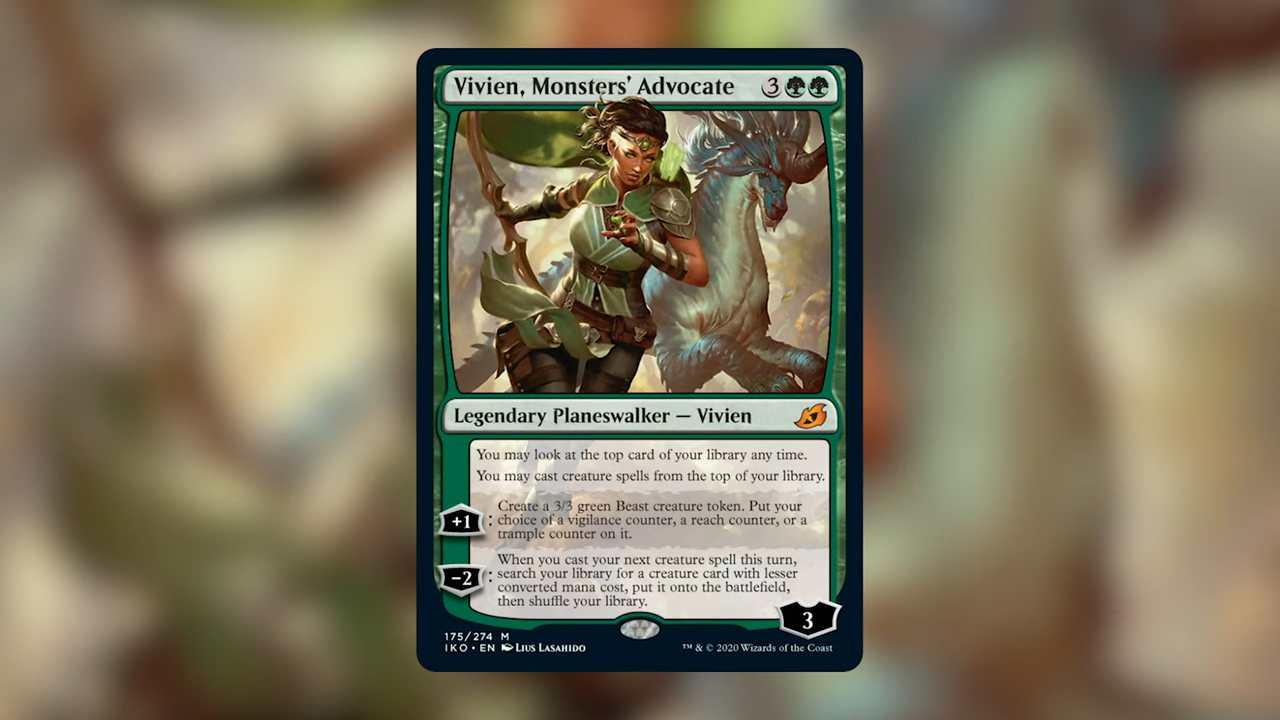 Vivien, Monsters' Advocate 3
Legendary Planeswalker — Vivien
You may look at the top card of your library any time.
You may cast creature spells from the top of your library.
+1: Create a 3/3 green Beast creature token. Put your
choice of a vigilance counter, a reach counter, or a
trample counter on it.
−2: When you cast your next creature spell this turn,
search your library for a creature card with lesser
converted mana cost, put it onto the battlefield,
then shuffle your library.
3
175/274 M
IKO • EN Lius Lasahido
™ & © 2020 Wizards of the Coast